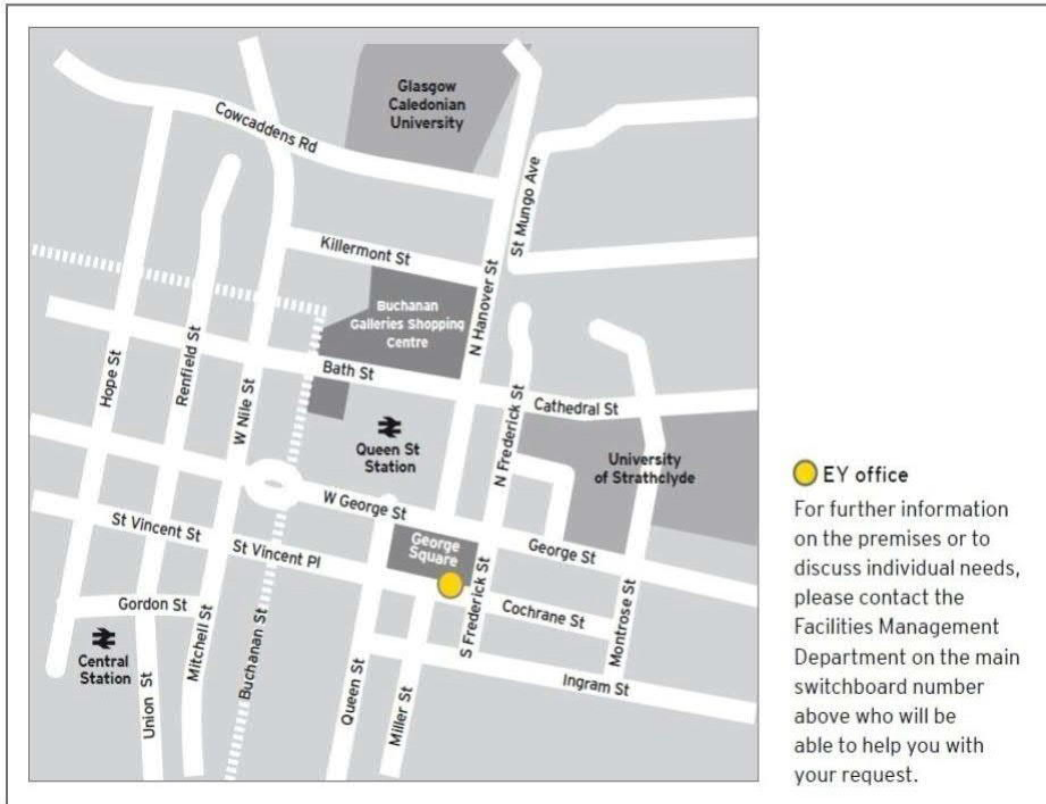 Glasgow
Caledonian
University
Cowcaddens Rd
St Mungo Ave
Killermont St
N Hanover St
Buchanan
Galleries Shopping
Centre
Hope St
Renfield St
W Nile St
Bath St
N Frederick St
Cathedral St
Queen St
Station
University
of Strathclyde
W George St
George
Square
George St
St Vincent St
St Vincent Pl
S Frederick St
Cochrane St
Montrose St
Gordon St
Central
Station
Union St
Mitchell St
Buchanan St
Queen St
Miller St
Ingram St
EY office
For further information
on the premises or to
discuss individual needs,
please contact the
Facilities Management
Department on the main
switchboard number
above who will be
able to help you with
your request.